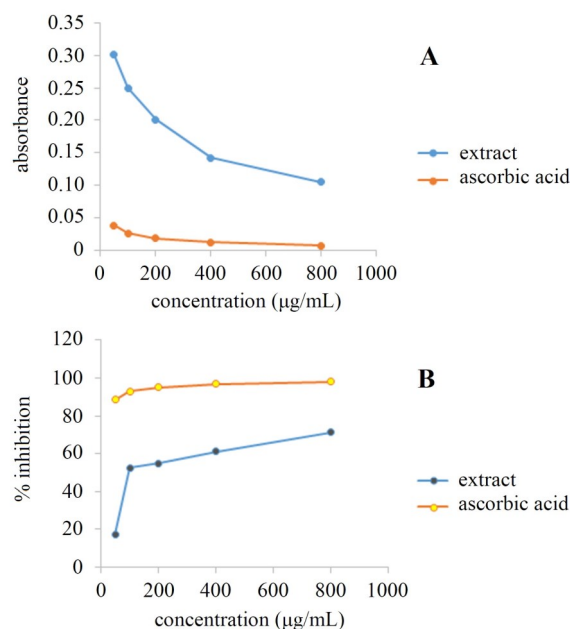 0.35
0.30
0.25
0.20
0.15
0.10
0.05
0
absorbance
0 200 400 600 800 1000
concentration (μg/mL)
A
extract
ascorbic acid
120
100
80
60
40
20
0
% inhibition
0 200 400 600 800 1000
concentration (μg/mL)
B
extract
ascorbic acid